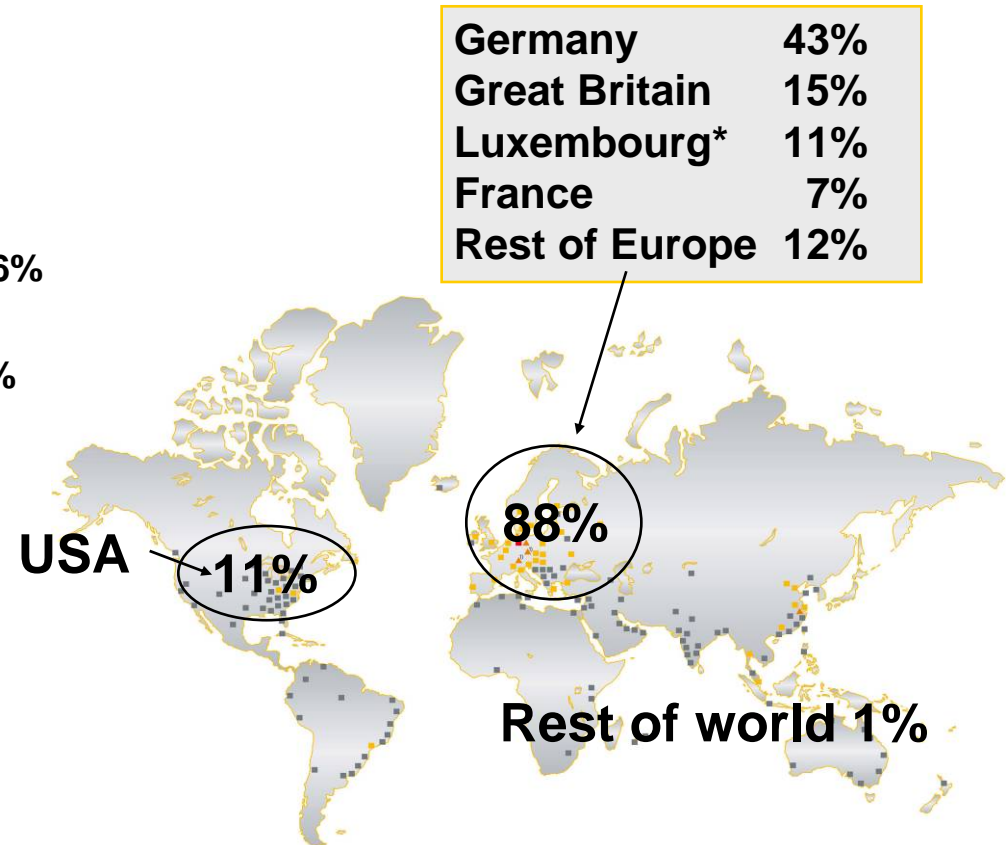 Germany 43%
Great Britain 15%
Luxembourg* 11%
France 7%
Rest of Europe 12%
6%
%
88%
USA
11%
Rest of world 1%